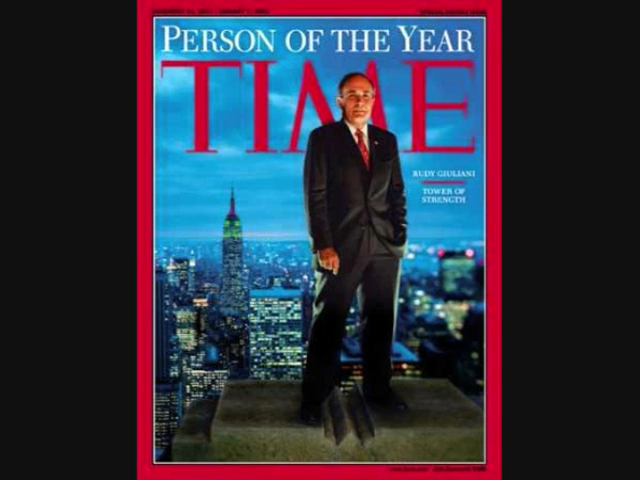 PERSON OF THE YEAR
TIME
RUDY GIULIANI
TOWER OF
STRENGTH